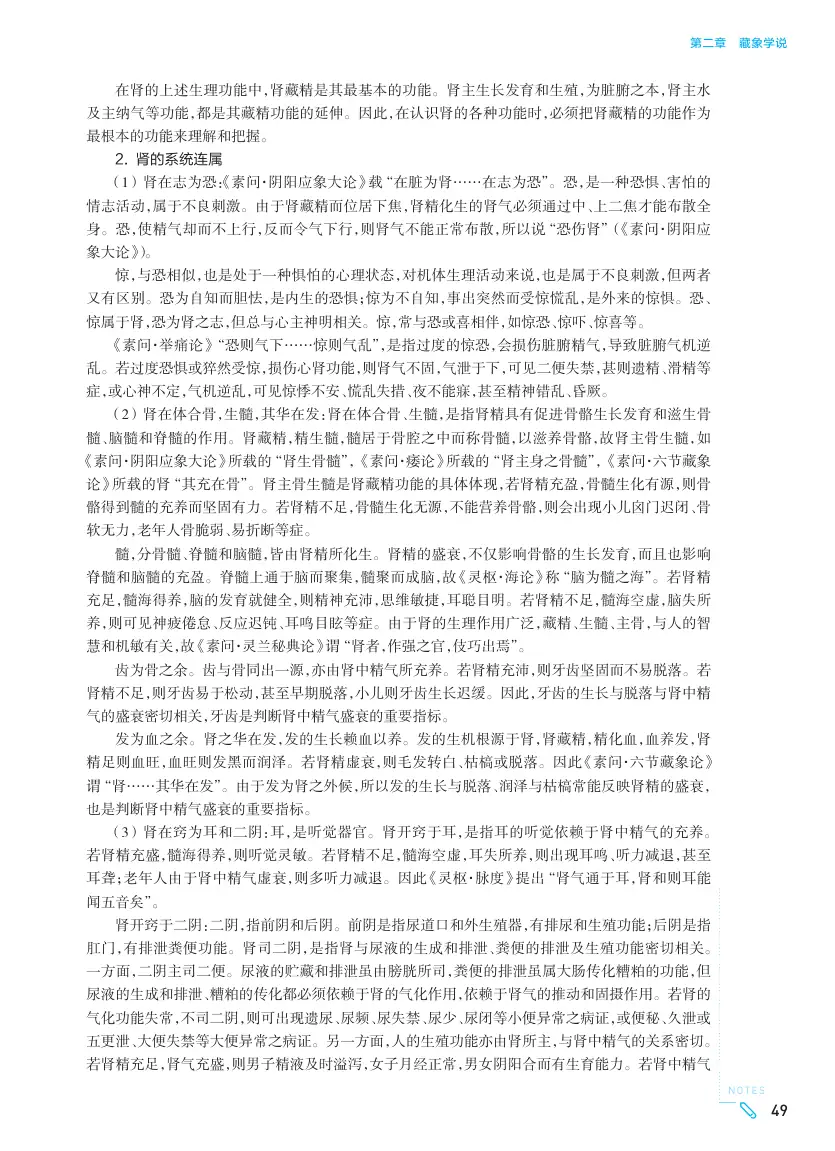 第二章 藏象学说
在肾的上述生理功能中,肾藏精是其最基本的功能。肾主生长发育和生殖,为脏腑之本,肾主水
及主纳气等功能,都是其藏精功能的延伸。因此,在认识肾的各种功能时,必须把肾藏精的功能作为
最根本的功能来理解和把握。
2. 肾的系统连属
(1)肾在志为恐:《素问·阴阳应象大论》载“在脏为肾……在志为恐”。恐,是一种恐惧、害怕的
情志活动,属于不良刺激。由于肾藏精而位居下焦,肾精化生的肾气必须通过中、上二焦才能布散全
身。恐,使精气却而不上行,反而令气下行,则肾气不能正常布散,所以说“恐伤肾”(《素问·阴阳应
象大论》)。
惊,与恐相似,也是处于一种惧怕的心理状态,对机体生理活动来说,也是属于不良刺激,但两者
又有区别。恐为自知而胆怯,是内生的恐惧;惊为不自知,事出突然而受惊慌乱,是外来的惊惧。恐、
惊属于肾,恐为肾之志,但总与心主神明相关。惊,常与恐或喜相伴,如惊恐、惊吓、惊喜等。
《素问·举痛论》“恐则气下……惊则气乱”,是指过度的惊恐,会损伤脏腑精气,导致脏腑气机逆
乱。若过度恐惧或猝然受惊,损伤心肾功能,则肾气不固,气泄于下,可见二便失禁,甚则遗精、滑精等
症,或心神不定,气机逆乱,可见惊悸不安、慌乱失措、夜不能寐,甚至精神错乱、昏厥。
(2)肾在体合骨,生髓,其华在发:肾在体合骨、生髓,是指肾精具有促进骨骼生长发育和滋生骨
髓、脑髓和脊髓的作用。肾藏精,精生髓,髓居于骨腔之中而称骨髓,以滋养骨骼,故肾主骨生髓,如
《素问·阴阳应象大论》所载的“肾生骨髓”,《素问·痿论》所载的“肾主身之骨髓”,《素问·六节藏象
论》所载的肾“其充在骨”。肾主骨生髓是肾藏精功能的具体体现,若肾精充盈,骨髓生化有源,则骨
骼得到髓的充养而坚固有力。若肾精不足,骨髓生化无源,不能营养骨骼,则会出现小儿囟门迟闭、骨
软无力,老年人骨脆弱、易折断等症。
髓,分骨髓、脊髓和脑髓,皆由肾精所化生。肾精的盛衰,不仅影响骨骼的生长发育,而且也影响
脊髓和脑髓的充盈。脊髓上通于脑而聚集,髓聚而成脑,故《灵枢·海论》称“脑为髓之海”。若肾精
充足,髓海得养,脑的发育就健全,则精神充沛,思维敏捷,耳聪目明。若肾精不足,髓海空虚,脑失所
养,则可见神疲倦怠、反应迟钝、耳鸣目眩等症。由于肾的生理作用广泛,藏精、生髓、主骨,与人的智
慧和机敏有关,故《素问·灵兰秘典论》谓“肾者,作强之官,伎巧出焉”。
齿为骨之余。齿与骨同出一源,亦由肾中精气所充养。若肾精充沛,则牙齿坚固而不易脱落。若
肾精不足,则牙齿易于松动,甚至早期脱落,小儿则牙齿生长迟缓。因此,牙齿的生长与脱落与肾中精
气的盛衰密切相关,牙齿是判断肾中精气盛衰的重要指标。
发为血之余。肾之华在发,发的生长赖血以养。发的生机根源于肾,肾藏精,精化血,血养发,肾
精足则血旺,血旺则发黑而润泽。若肾精虚衰,则毛发转白、枯槁或脱落。因此《素问·六节藏象论》
谓“肾……其华在发”。由于发为肾之外候,所以发的生长与脱落、润泽与枯槁常能反映肾精的盛衰,
也是判断肾中精气盛衰的重要指标。
(3)肾在窍为耳和二阴:耳,是听觉器官。肾开窍于耳,是指耳的听觉依赖于肾中精气的充养。
若肾精充盛,髓海得养,则听觉灵敏。若肾精不足,髓海空虚,耳失所养,则出现耳鸣、听力减退,甚至
耳聋;老年人由于肾中精气虚衰,则多听力减退。因此《灵枢·脉度》提出“肾气通于耳,肾和则耳能
闻五音矣”。
肾开窍于二阴:二阴,指前阴和后阴。前阴是指尿道口和外生殖器,有排尿和生殖功能;后阴是指
肛门,有排泄粪便功能。肾司二阴,是指肾与尿液的生成和排泄、粪便的排泄及生殖功能密切相关。
一方面,二阴主司二便。尿液的贮藏和排泄虽由膀胱所司,粪便的排泄虽属大肠传化糟粕的功能,但
尿液的生成和排泄、糟粕的传化都必须依赖于肾的气化作用,依赖于肾气的推动和固摄作用。若肾的
气化功能失常,不司二阴,则可出现遗尿、尿频、尿失禁、尿少、尿闭等小便异常之病证,或便秘、久泄或
五更泄、大便失禁等大便异常之病证。另一方面,人的生殖功能亦由肾所主,与肾中精气的关系密切。
若肾精充足,肾气充盛,则男子精液及时溢泻,女子月经正常,男女阴阳合而有生育能力。若肾中精气
NOTES
49